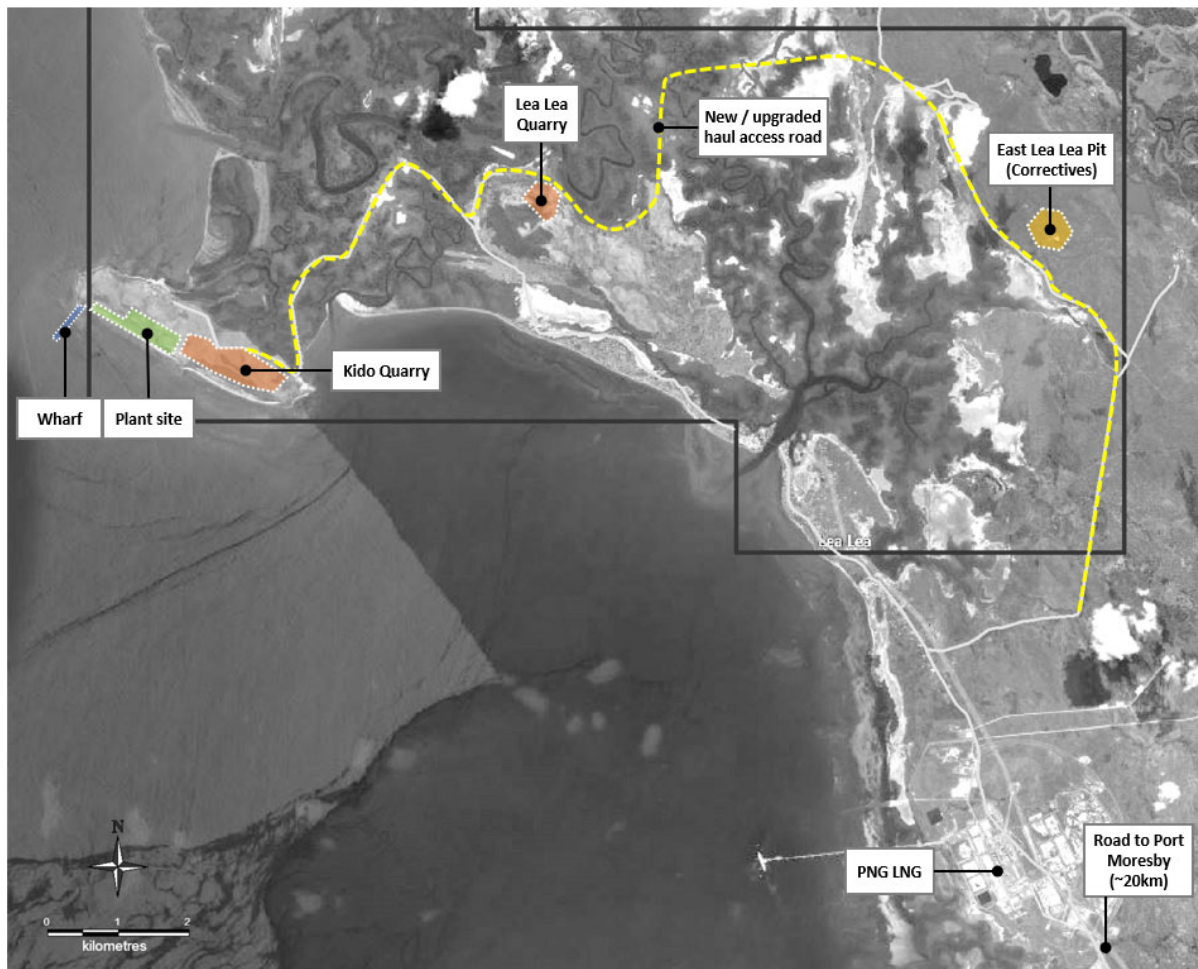 Lea Lea
Quarry
New / upgraded
haul access road
East Lea Lea Pit
(Correctives)
Kido Quarry
Wharf
Plant site
Lea Lea
N
0 1 2
kilometres
PNG LNG
Road to Port
Moresby
(~20km)